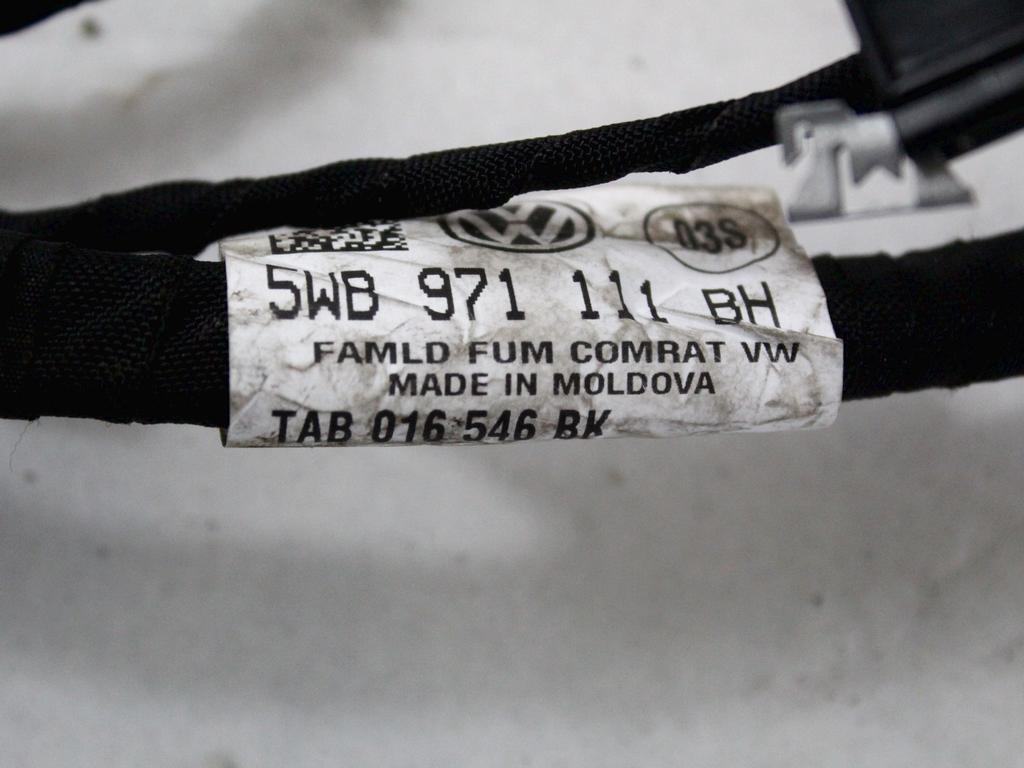 03S
5WB 971 111 BH
FAMLD FUM COMRAT VW
MADE IN MOLDOVA
TAB 016 546 BK